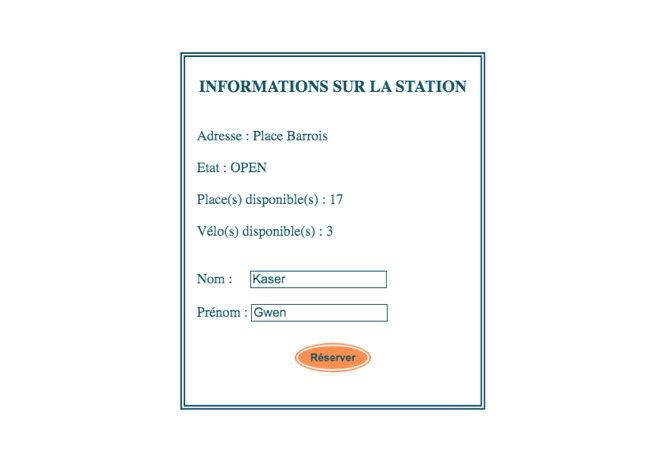 INFORMATIONS SUR LA STATION
Adresse : Place Barrois
Etat : OPEN
Place(s) disponible(s) : 17
Vélo(s) disponible(s) : 3
Nom : Kaser
Prénom : Gwen
Réserver